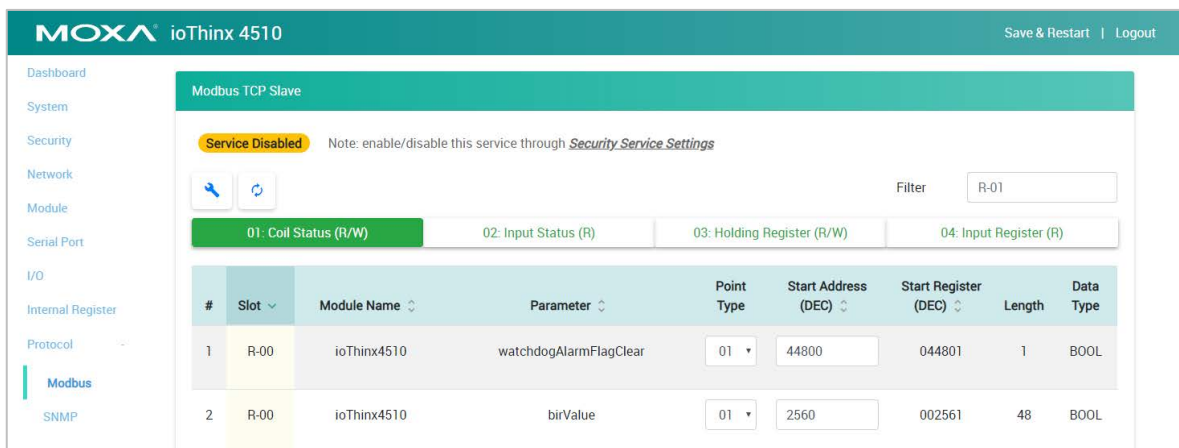 MOXA® ioThinx 4510
Save & Restart | Logout
Dashboard
System
Security
Network
Module
Serial Port
I/O
Internal Register
Protocol -
Modbus
SNMP
Modbus TCP Slave
Service Disabled Note: enable/disable this service through Security Service Settings
Filter R-01
01: Coil Status (R/W) 02: Input Status (R) 03: Holding Register (R/W) 04: Input Register (R)
# Slot Module Name Parameter Point Type Start Address (DEC) Start Register (DEC) Length Data Type
1 R-00 ioThinx4510 watchdogAlarmFlagClear 01 44800 044801 1 BOOL
2 R-00 ioThinx4510 birValue 01 2560 002561 48 BOOL